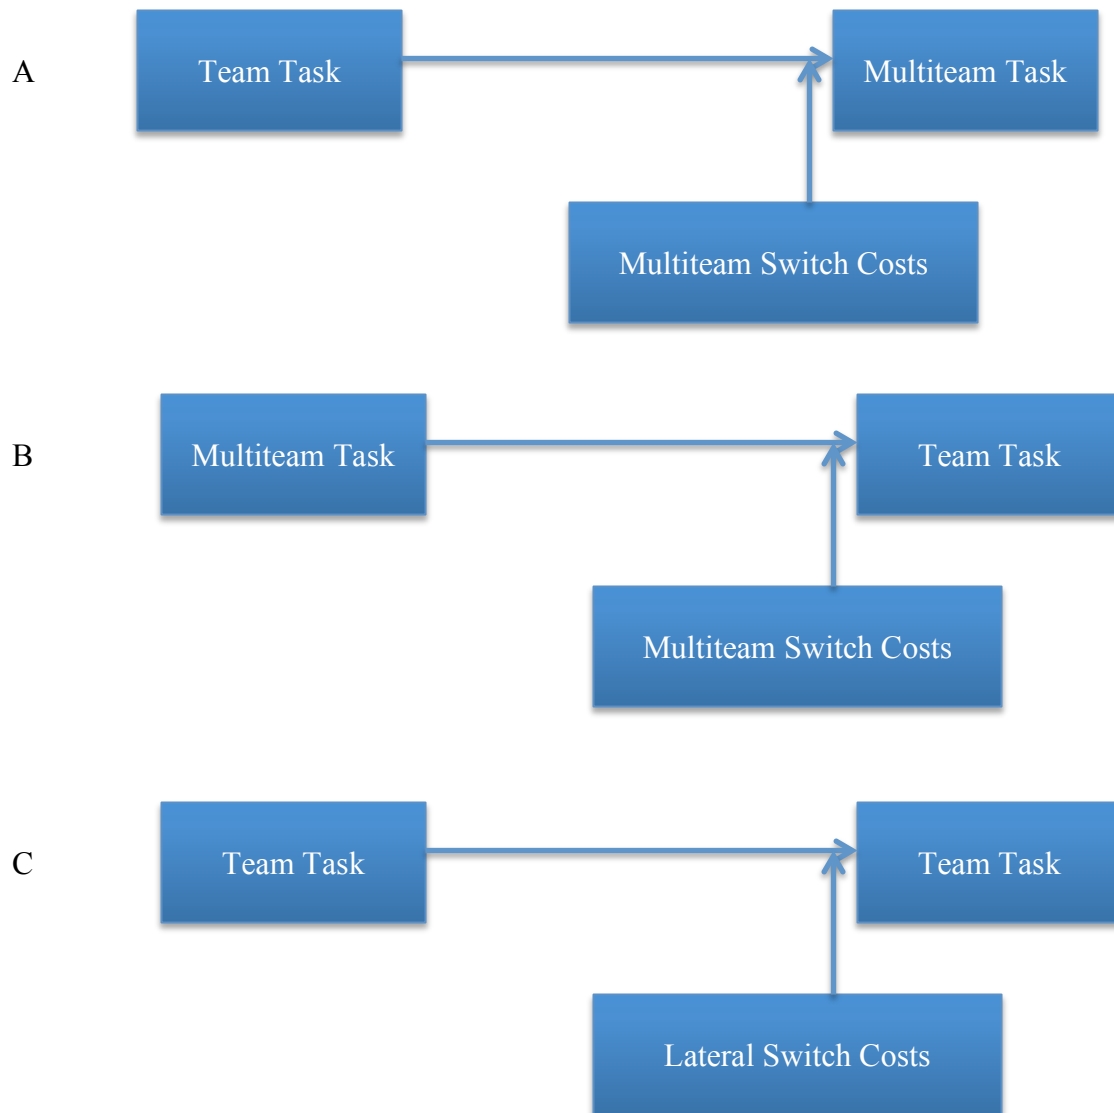 A
Team Task
Multiteam Task
Multiteam Switch Costs
B
Multiteam Task
Team Task
Multiteam Switch Costs
C
Team Task
Team Task
Lateral Switch Costs